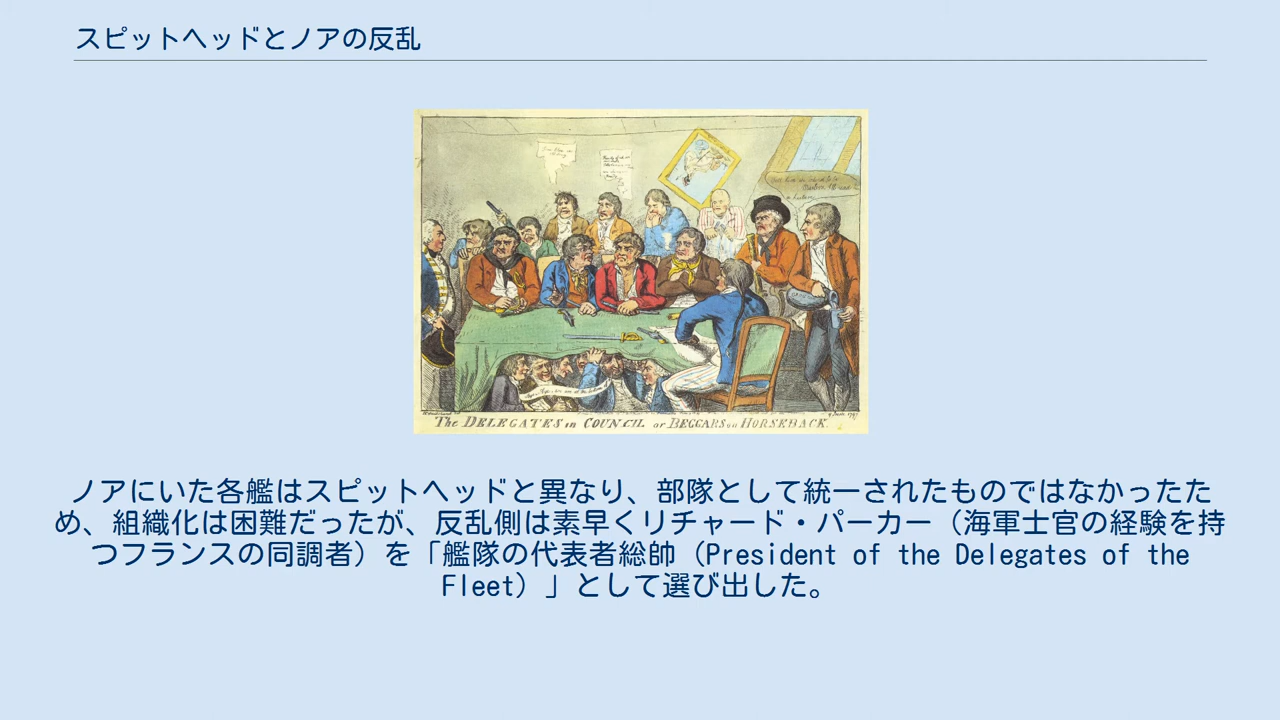 スピットヘッドとノアの反乱
The DELEGATES in COUNCIL or BEGGARS on HORSEBACK.
ノアにいた各艦はスピットヘッドと異なり、部隊として統一されたものではなかったた
め、組織化は困難だったが、反乱側は素早くリチャード・パーカー（海軍士官の経験を持
つフランスの同調者）を「艦隊の代表者総帥（President of the Delegates of the
Fleet）」として選び出した。